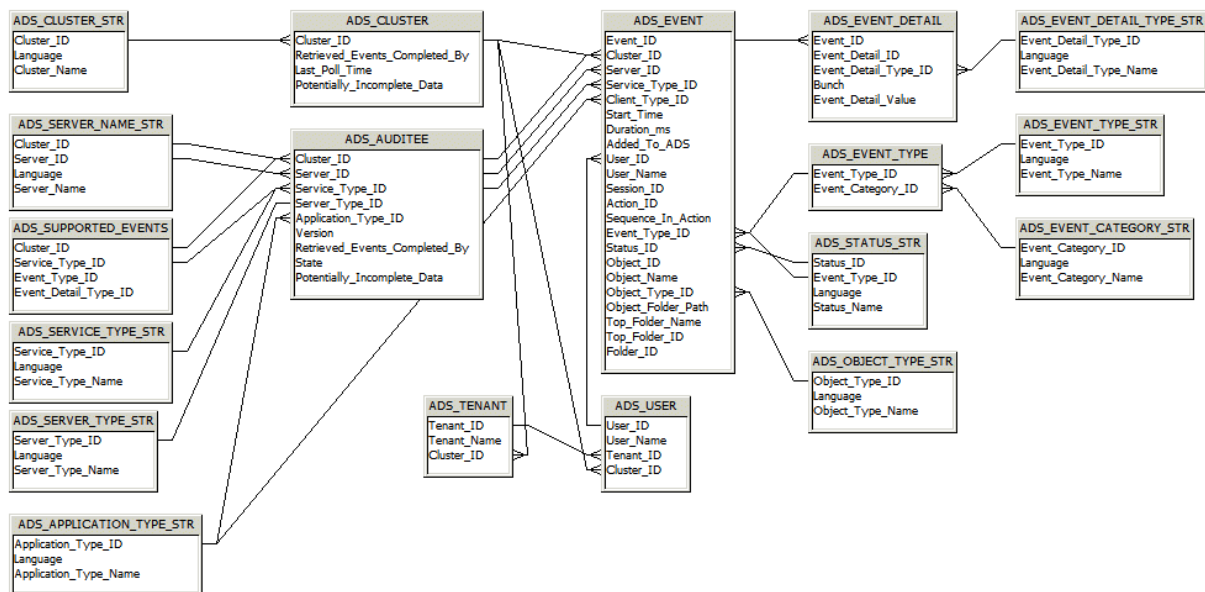 ADS_CLUSTER_STR
Cluster_ID
Language
Cluster_Name
ADS_SERVER_NAME_STR
Cluster_ID
Server_ID
Language
Server_Name
ADS_SUPPORTED_EVENTS
Cluster_ID
Service_Type_ID
Event_Type_ID
Event_Detail_Type_ID
ADS_SERVICE_TYPE_STR
Service_Type_ID
Language
Service_Type_Name
ADS_SERVER_TYPE_STR
Server_Type_ID
Language
Server_Type_Name
ADS_APPLICATION_TYPE_STR
Application_Type_ID
Language
Application_Type_Name
ADS_CLUSTER
Cluster_ID
Retrieved_Events_Completed_By
Last_Poll_Time
Potentially_Incomplete_Data
ADS_AUDITEE
Cluster_ID
Server_ID
Service_Type_ID
Server_Type_ID
Application_Type_ID
Version
Retrieved_Events_Completed_By
State
Potentially_Incomplete_Data
ADS_TENANT
Tenant_ID
Tenant_Name
Cluster_ID
ADS_EVENT
Event_ID
Cluster_ID
Server_ID
Service_Type_ID
Client_Type_ID
Start_Time
Duration_ms
Added_To_ADS
User_ID
User_Name
Session_ID
Action_ID
Sequence_In_Action
Event_Type_ID
Status_ID
Object_ID
Object_Name
Object_Type_ID
Object_Folder_Path
Top_Folder_Name
Top_Folder_ID
Folder_ID
ADS_USER
User_ID
User_Name
Tenant_ID
Cluster_ID
ADS_EVENT_DETAIL
Event_ID
Event_Detail_ID
Event_Detail_Type_ID
Bunch
Event_Detail_Value
ADS_EVENT_TYPE
Event_Type_ID
Event_Category_ID
ADS_STATUS_STR
Status_ID
Event_Type_ID
Language
Status_Name
ADS_OBJECT_TYPE_STR
Object_Type_ID
Language
Object_Type_Name
ADS_EVENT_DETAIL_TYPE_STR
Event_Detail_Type_ID
Language
Event_Detail_Type_Name
ADS_EVENT_TYPE_STR
Event_Type_ID
Language
Event_Type_Name
ADS_EVENT_CATEGORY_STR
Event_Category_ID
Language
Event_Category_Name